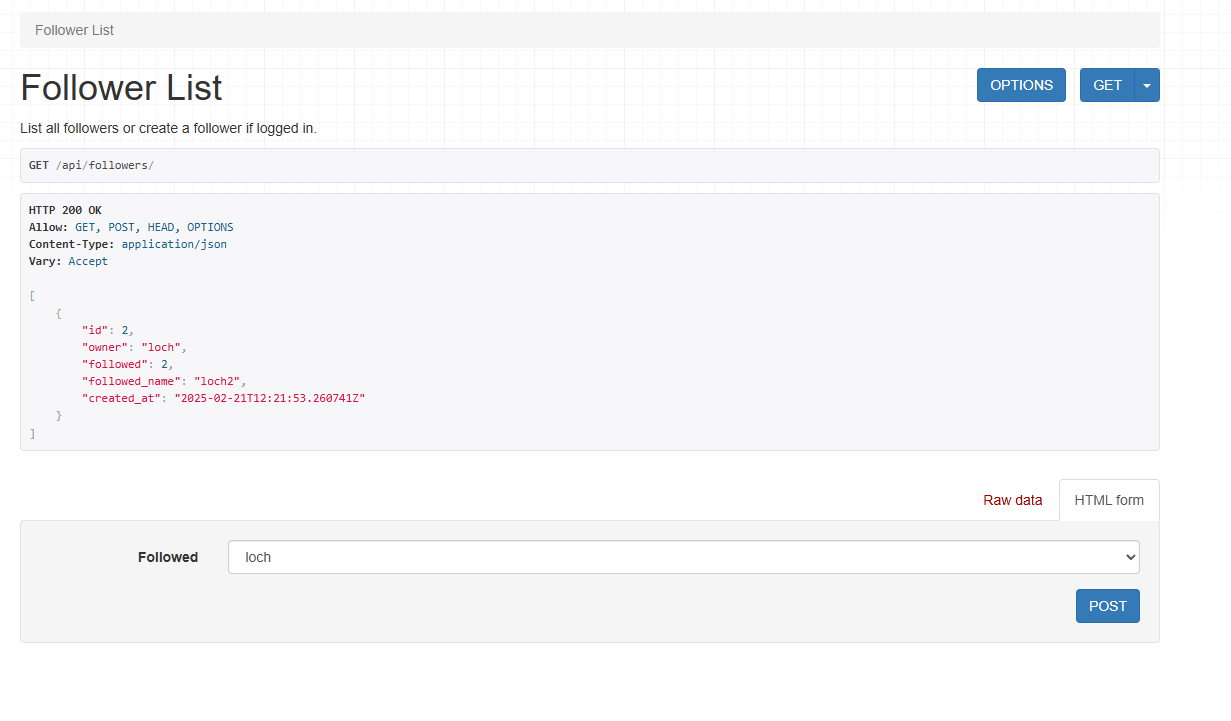 Follower List
Follower List
OPTIONS
GET
List all followers or create a follower if logged in.
GET /api/followers/
HTTP 200 OK
Allow: GET, POST, HEAD, OPTIONS
Content-Type: application/json
Vary: Accept
[
    {
        "id": 2,
        "owner": "loch",
        "followed": 2,
        "followed_name": "loch2",
        "created_at": "2025-02-21T12:21:53.260741Z"
    }
]
Raw data
HTML form
Followed
loch
POST